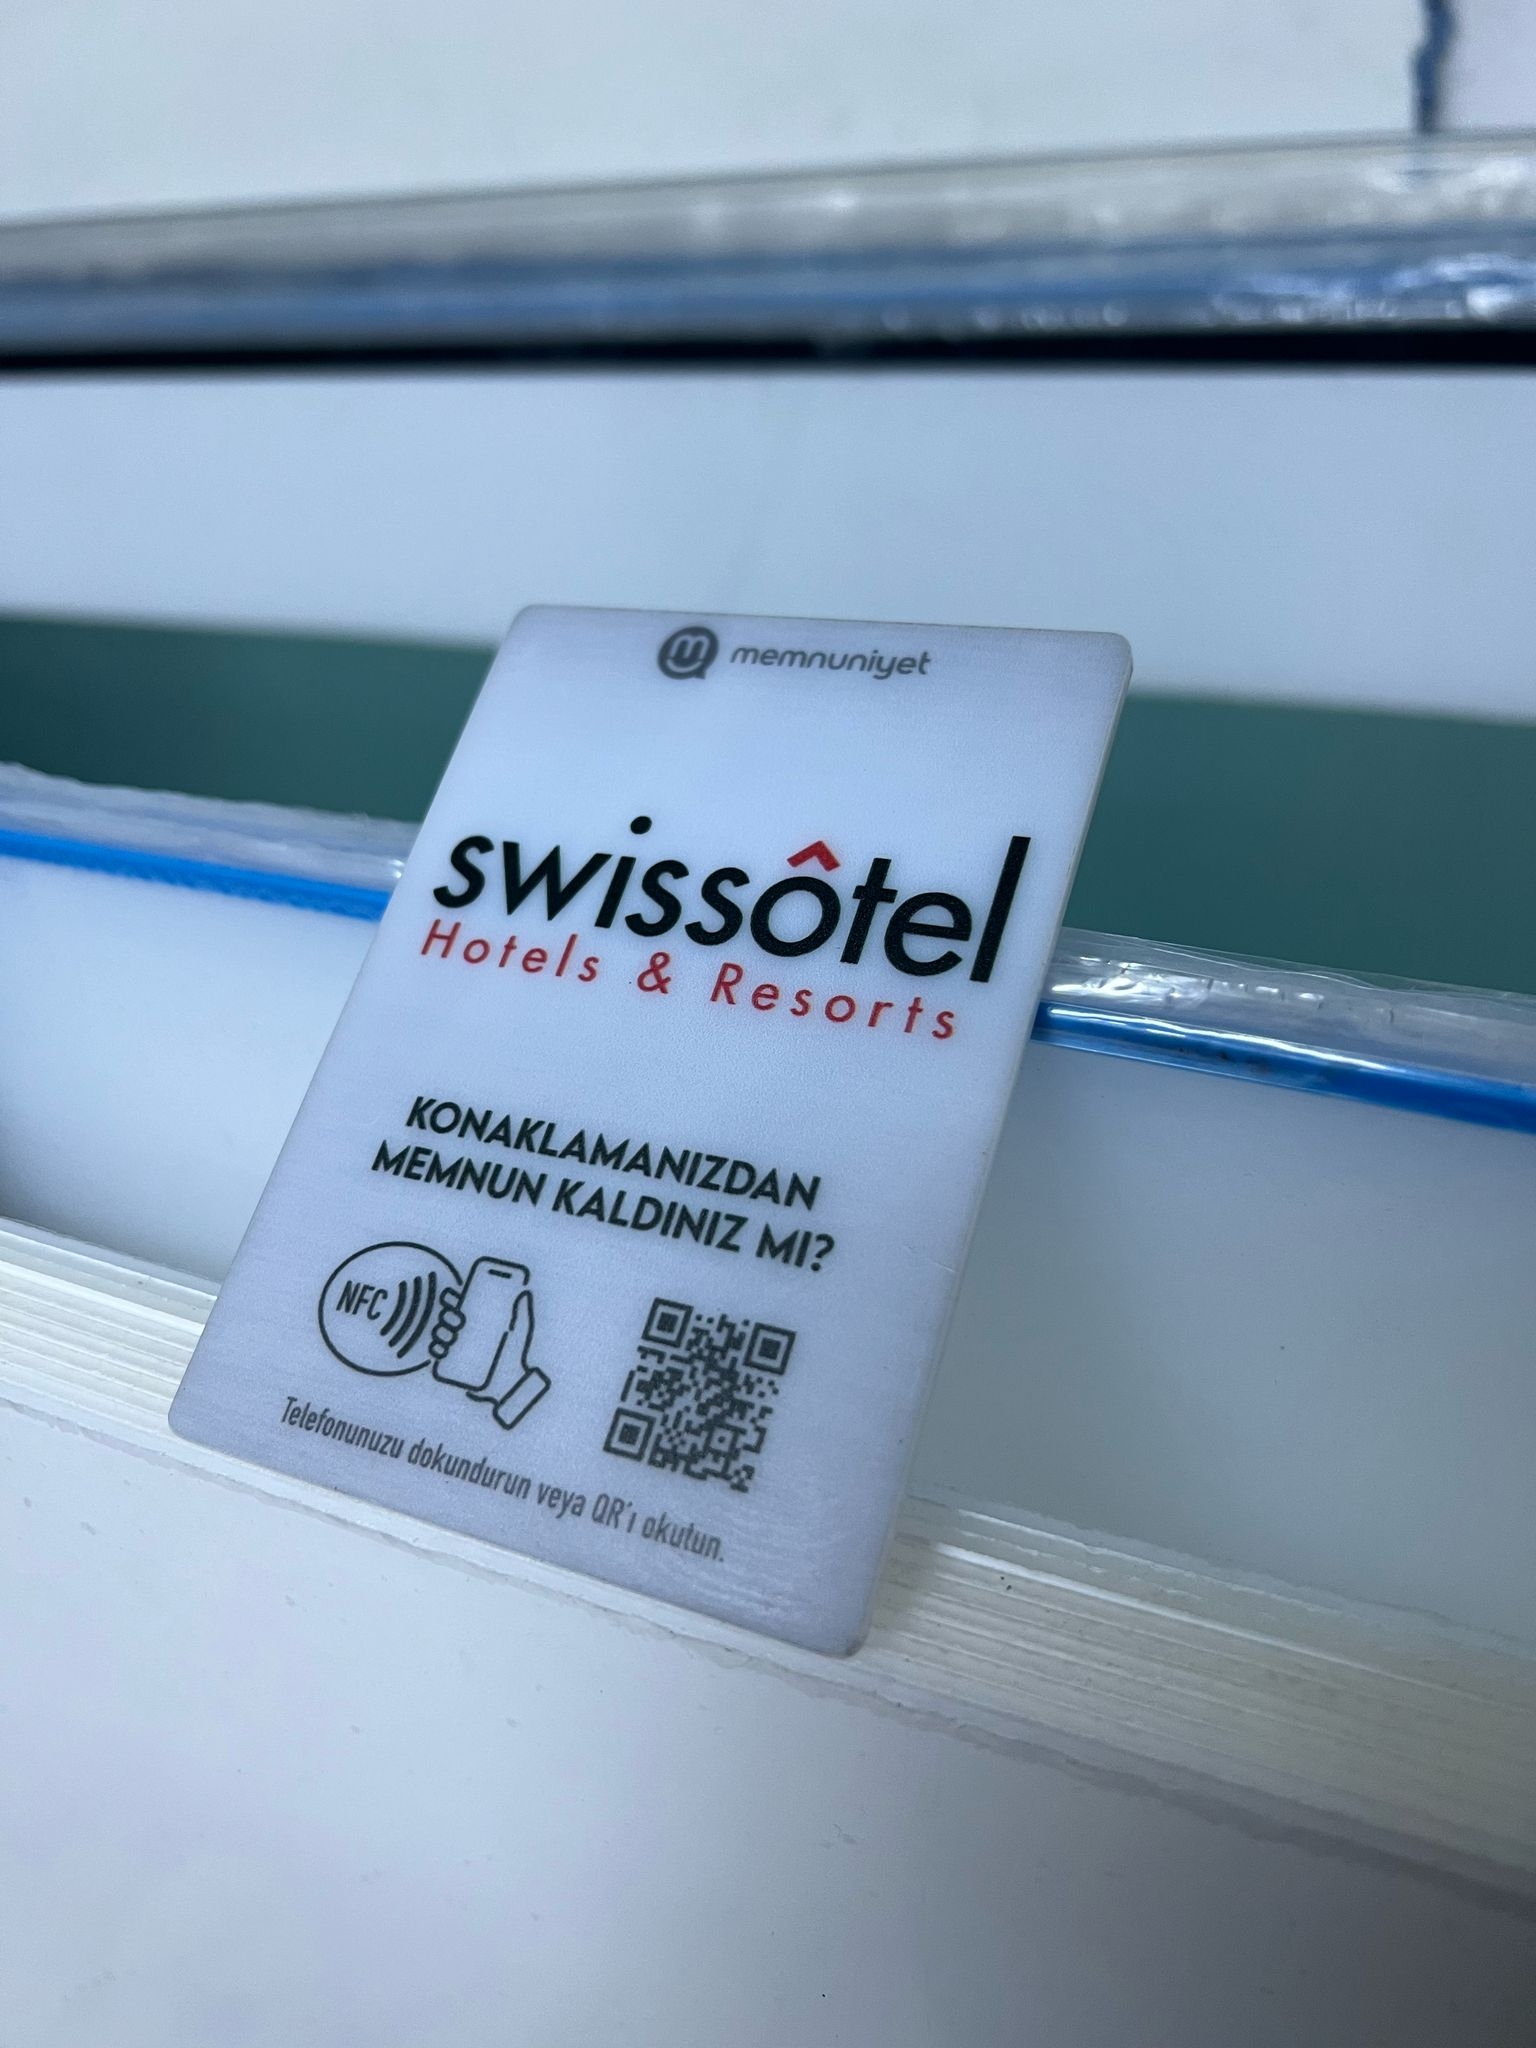 memnuniyet
swissôtel
Hotels & Resorts
KONAKLAMANIZDAN
MEMNUN KALDINIZ MI?
NFC
Telefonunuzu dokundurun veya QR'ı okutun.